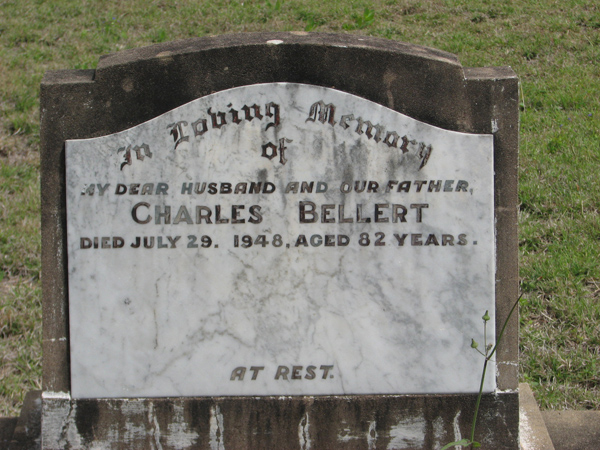 In Loving Memory
of
MY DEAR HUSBAND AND OUR FATHER,
CHARLES BELLERT
DIED JULY 29. 1948, AGED 82 YEARS.
AT REST.